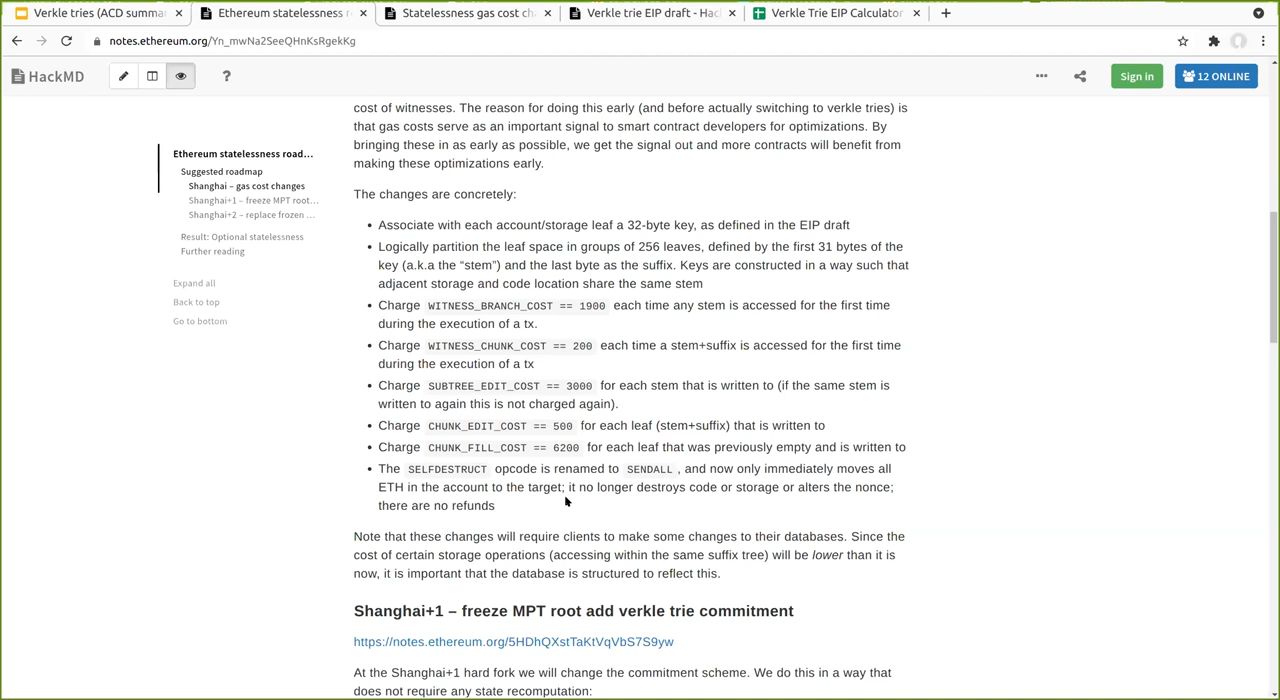 Verkle tries (ACD summa
Ethereum statelessness r
Statelessness gas cost ch
Verkle trie EIP draft - Hac
Verkle Trie EIP Calculator
notes.ethereum.org/Yn_mwNa2SeeQHnKsRgekKg
HackMD
?
Sign in
12 ONLINE
Ethereum statelessness road…
Suggested roadmap
Shanghai – gas cost changes
Shanghai+1 – freeze MPT root…
Shanghai+2 – replace frozen …
Result: Optional statelessness
Further reading
Expand all
Back to top
Go to bottom
cost of witnesses. The reason for doing this early (and before actually switching to verkle tries) is
that gas costs serve as an important signal to smart contract developers for optimizations. By
bringing these in as early as possible, we get the signal out and more contracts will benefit from
making these optimizations early.
The changes are concretely:
• Associate with each account/storage leaf a 32-byte key, as defined in the EIP draft
• Logically partition the leaf space in groups of 256 leaves, defined by the first 31 bytes of the
key (a.k.a the “stem”) and the last byte as the suffix. Keys are constructed in a way such that
adjacent storage and code location share the same stem
• Charge WITNESS_BRANCH_COST == 1900 each time any stem is accessed for the first time
during the execution of a tx.
• Charge WITNESS_CHUNK_COST == 200 each time a stem+suffix is accessed for the first time
during the execution of a tx
• Charge SUBTREE_EDIT_COST == 3000 for each stem that is written to (if the same stem is
written to again this is not charged again).
• Charge CHUNK_EDIT_COST == 500 for each leaf (stem+suffix) that is written to
• Charge CHUNK_FILL_COST == 6200 for each leaf that was previously empty and is written to
• The SELFDESTRUCT opcode is renamed to SENDALL , and now only immediately moves all
ETH in the account to the target; it no longer destroys code or storage or alters the nonce;
there are no refunds
Note that these changes will require clients to make some changes to their databases. Since the
cost of certain storage operations (accessing within the same suffix tree) will be lower than it is
now, it is important that the database is structured to reflect this.
Shanghai+1 – freeze MPT root add verkle trie commitment
https://notes.ethereum.org/5HDhQXstTaKtVqVbS7S9yw
At the Shanghai+1 hard fork we will change the commitment scheme. We do this in a way that
does not require any state recomputation: